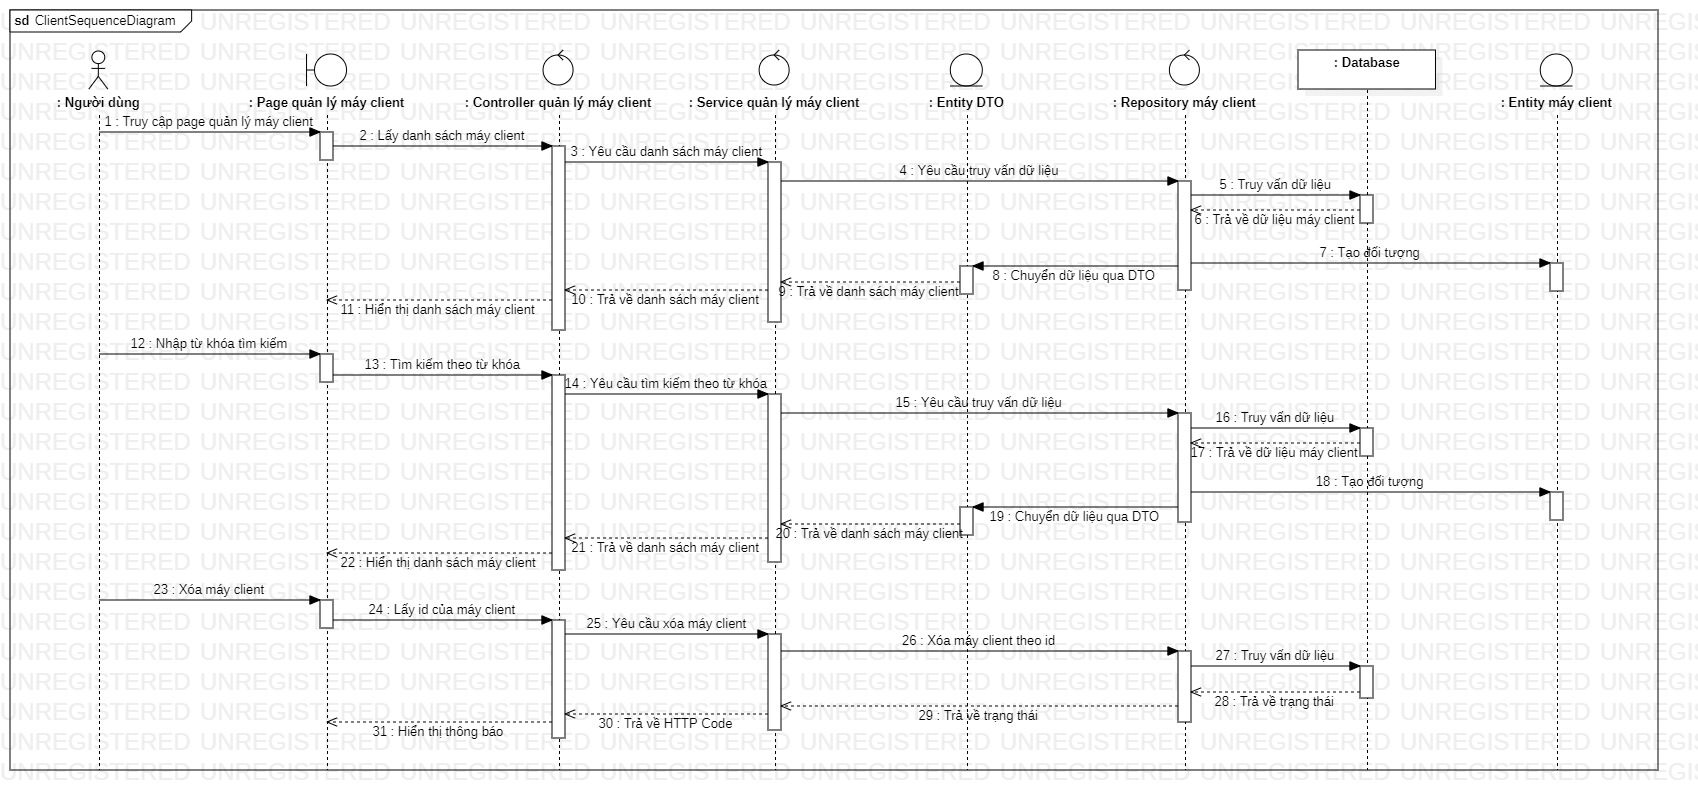 sd ClientSequenceDiagram
: Người dùng
: Page quản lý máy client
: Controller quản lý máy client
: Service quản lý máy client
: Entity DTO
: Repository máy client
: Database
: Entity máy client
1 : Truy cập page quản lý máy client
2 : Lấy danh sách máy client
3 : Yêu cầu danh sách máy client
4 : Yêu cầu truy vấn dữ liệu
5 : Truy vấn dữ liệu
6 : Trả về dữ liệu máy client
7 : Tạo đối tượng
8 : Chuyển dữ liệu qua DTO
9 : Trả về danh sách máy client
10 : Trả về danh sách máy client
11 : Hiển thị danh sách máy client
12 : Nhập từ khóa tìm kiếm
13 : Tìm kiếm theo từ khóa
14 : Yêu cầu tìm kiếm theo từ khóa
15 : Yêu cầu truy vấn dữ liệu
16 : Truy vấn dữ liệu
17 : Trả về dữ liệu máy client
18 : Tạo đối tượng
19 : Chuyển dữ liệu qua DTO
20 : Trả về danh sách máy client
21 : Trả về danh sách máy client
22 : Hiển thị danh sách máy client
23 : Xóa máy client
24 : Lấy id của máy client
25 : Yêu cầu xóa máy client
26 : Xóa máy client theo id
27 : Truy vấn dữ liệu
28 : Trả về trạng thái
29 : Trả về trạng thái
30 : Trả về HTTP Code
31 : Hiển thị thông báo
UNREGISTERED